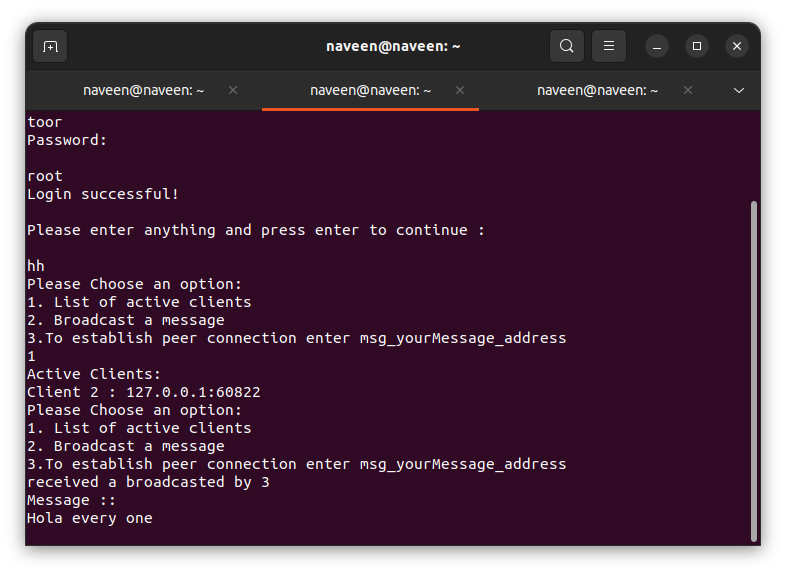 naveen@naveen: ~
naveen@naveen: ~
naveen@naveen: ~
naveen@naveen: ~
toor
Password:
root
Login successful!
Please enter anything and press enter to continue :
hh
Please Choose an option:
1. List of active clients
2. Broadcast a message
3.To establish peer connection enter msg_yourMessage_address
1
Active Clients:
Client 2 : 127.0.0.1:60822
Please Choose an option:
1. List of active clients
2. Broadcast a message
3.To establish peer connection enter msg_yourMessage_address
received a broadcasted by 3
Message ::
Hola every one